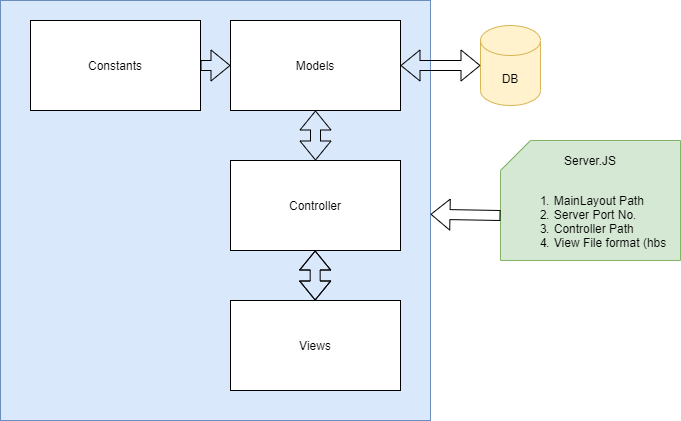 Constants
Models
DB
Server.JS
1. MainLayout Path
2. Server Port No.
3. Controller Path
4. View File format (hbs
Controller
Views